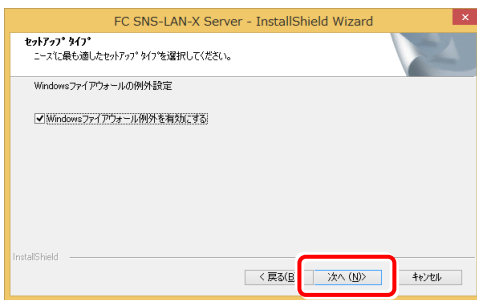 FC SNS-LAN-X Server - InstallShield Wizard
セットアップ タイプ
ニーズに最も適したセットアップ タイプを選択してください。
Windowsファイアウォールの例外設定
Windowsファイアウォール例外を有効にする
InstallShield
< 戻る(B 次へ (N)> キャンセル